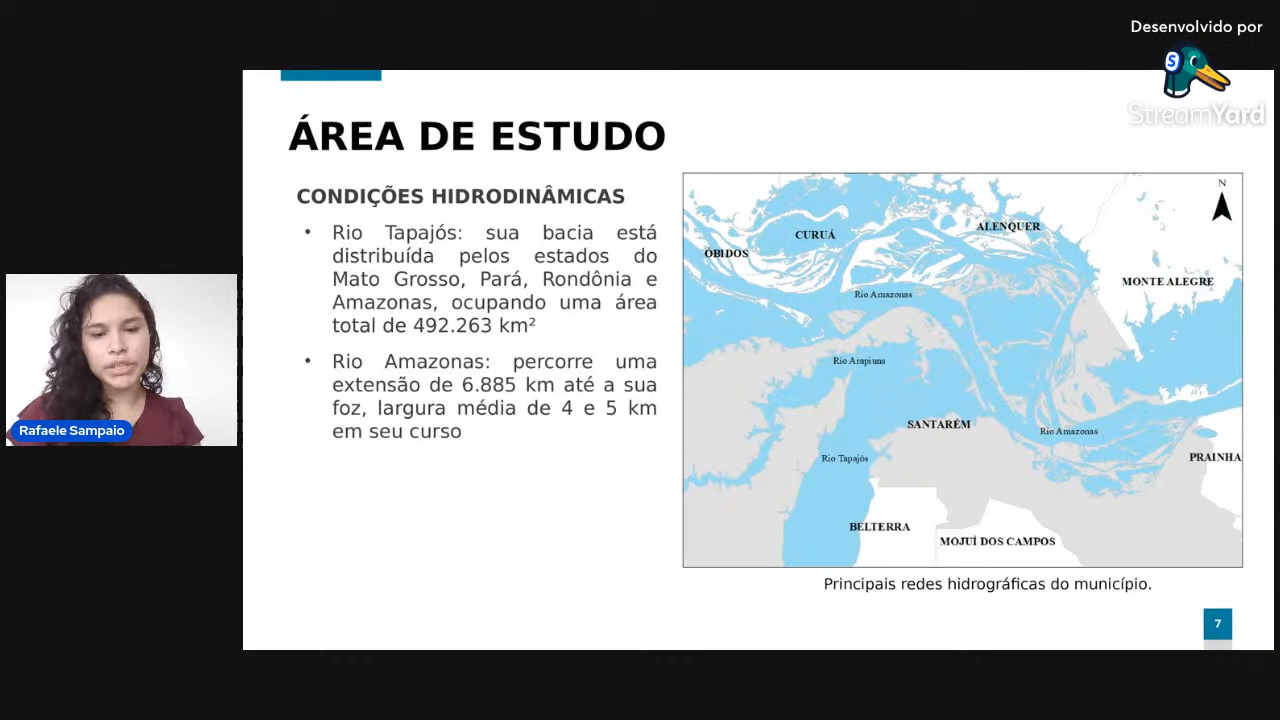 Desenvolvido por
S
StreamYard
ÁREA DE ESTUDO
CONDIÇÕES HIDRODINÂMICAS
• Rio Tapajós: sua bacia está
distribuída pelos estados do
Mato Grosso, Pará, Rondônia e
Amazonas, ocupando uma área
total de 492.263 km²
• Rio Amazonas: percorre uma
extensão de 6.885 km até a sua
foz, largura média de 4 e 5 km
em seu curso
N
ALENQUER
CURUÁ
ÓBIDOS
MONTE ALEGRE
Rio Amazonas
Rio Arapiuns
SANTARÉM
Rio Amazonas
Rio Tapajós
PRAINHA
BELTERRA
MOJUÍ DOS CAMPOS
Principais redes hidrográficas do município.
7
Rafaele Sampaio